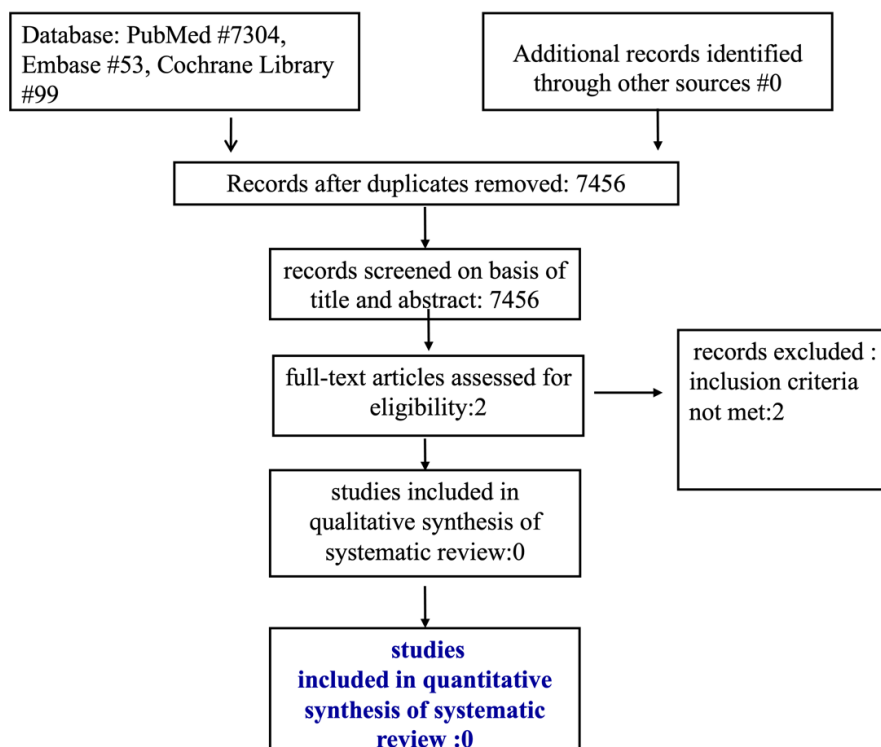 Database: PubMed #7304,
Embase #53, Cochrane Library
#99
Additional records identified
through other sources #0
Records after duplicates removed: 7456
records screened on basis of
title and abstract: 7456
full-text articles assessed for
eligibility:2
records excluded :
inclusion criteria
not met:2
studies included in
qualitative synthesis of
systematic review:0
studies
included in quantitative
synthesis of systematic
review :0